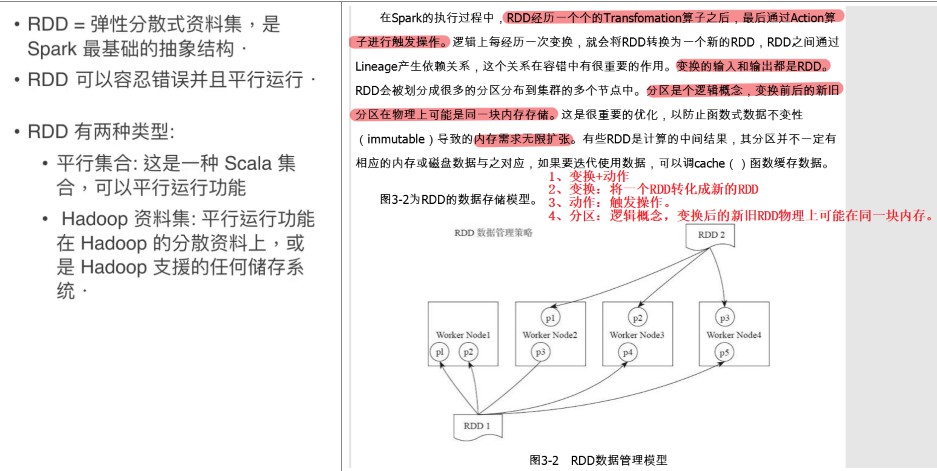 • RDD = 弹性分散式资料集，是
Spark 最基础的抽象结构．
• RDD 可以容忍错误并且平行运行．
• RDD 有两种类型:
• 平行集合: 这是一种 Scala 集
合，可以平行运行功能
• Hadoop 资料集: 平行运行功能
在 Hadoop 的分散资料上，或
是 Hadoop 支援的任何储存系
统．
在Spark的执行过程中，RDD经历一个个的Transfomation算子之后，最后通过Action算
子进行触发操作。逻辑上每经历一次变换，就会将RDD转换为一个新的RDD，RDD之间通过
Lineage产生依赖关系，这个关系在容错中有很重要的作用。变换的输入和输出都是RDD。
RDD会被划分成很多的分区分布到集群的多个节点中。分区是个逻辑概念，变换前后的新旧
分区在物理上可能是同一块内存存储。这是很重要的优化，以防止函数式数据不变性
（immutable）导致的内存需求无限扩张。有些RDD是计算的中间结果，其分区并不一定有
相应的内存或磁盘数据与之对应，如果要迭代使用数据，可以调cache（）函数缓存数据。
1、变换+动作
2、变换：将一个RDD转化成新的RDD
图3-2为RDD的数据存储模型。
3、动作：触发操作。
4、分区：逻辑概念，变换后的新旧RDD物理上可能在同一块内存。
RDD 数据管理策略
RDD 2
p1
p2
p3
Worker Node1
Worker Node2
Worker Node3
Worker Node4
p1
p2
p3
p4
p5
RDD 1
图3-2 RDD数据管理模型